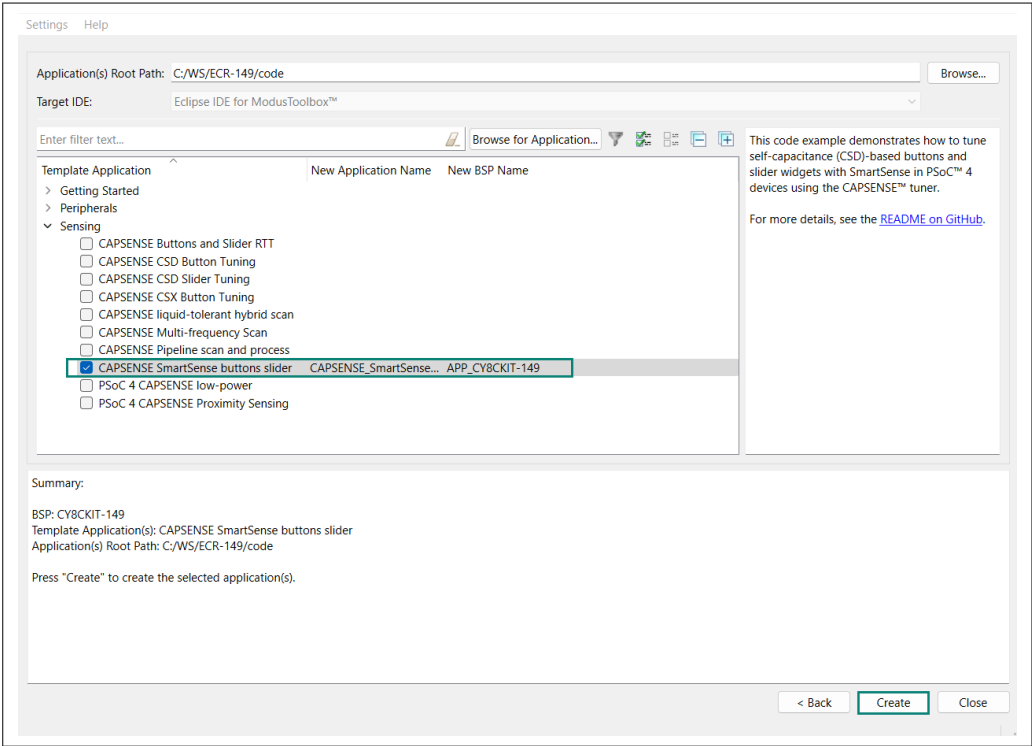 Settings Help
Application(s) Root Path: C:/WS/ECR-149/code Browse...
Target IDE: Eclipse IDE for ModusToolbox™
Enter filter text... Browse for Application...
Template Application New Application Name New BSP Name
Getting Started
Peripherals
Sensing
CAPSENSE Buttons and Slider RTT
CAPSENSE CSD Button Tuning
CAPSENSE CSD Slider Tuning
CAPSENSE CSX Button Tuning
CAPSENSE liquid-tolerant hybrid scan
CAPSENSE Multi-frequency Scan
CAPSENSE Pipeline scan and process
CAPSENSE SmartSense buttons slider CAPSENSE_SmartSense... APP_CY8CKIT-149
PSoC 4 CAPSENSE low-power
PSoC 4 CAPSENSE Proximity Sensing
This code example demonstrates how to tune
self-capacitance (CSD)-based buttons and
slider widgets with SmartSense in PSoC™ 4
devices using the CAPSENSE™ tuner.
For more details, see the README on GitHub.
Summary:
BSP: CY8CKIT-149
Template Application(s): CAPSENSE SmartSense buttons slider
Application(s) Root Path: C:/WS/ECR-149/code
Press "Create" to create the selected application(s).
< Back Create Close